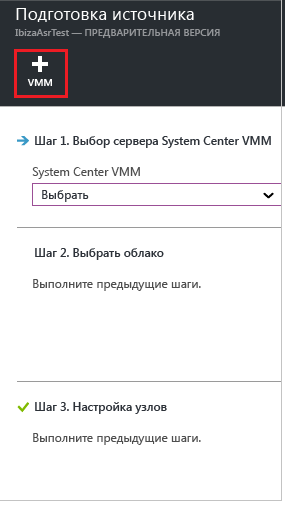 Подготовка источника
IbizaAsrTest — ПРЕДВАРИТЕЛЬНАЯ ВЕРСИЯ
VMM
Шаг 1. Выбор сервера System Center VMM
System Center VMM
Выбрать
Шаг 2. Выбрать облако
Выполните предыдущие шаги.
Шаг 3. Настройка узлов
Выполните предыдущие шаги.